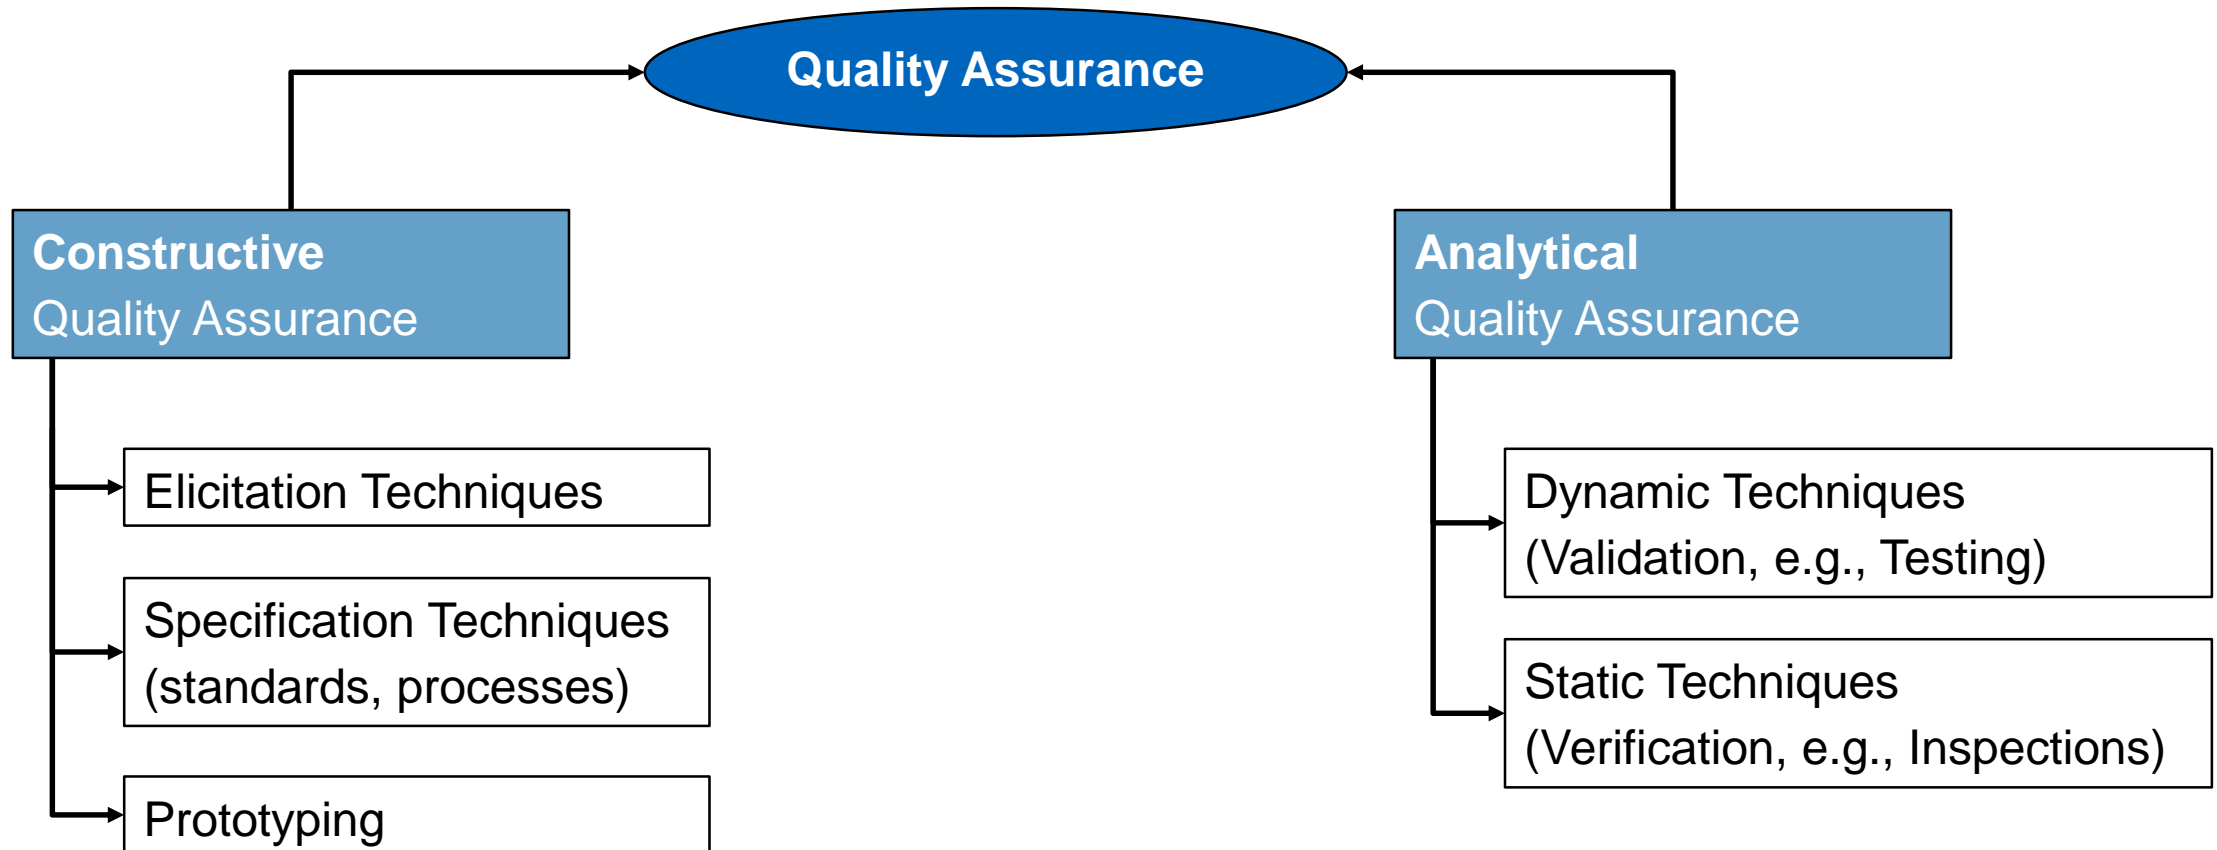 Quality Assurance
Constructive
Quality Assurance
Elicitation Techniques
Specification Techniques
(standards, processes)
Prototyping
Analytical
Quality Assurance
Dynamic Techniques
(Validation, e.g., Testing)
Static Techniques
(Verification, e.g., Inspections)